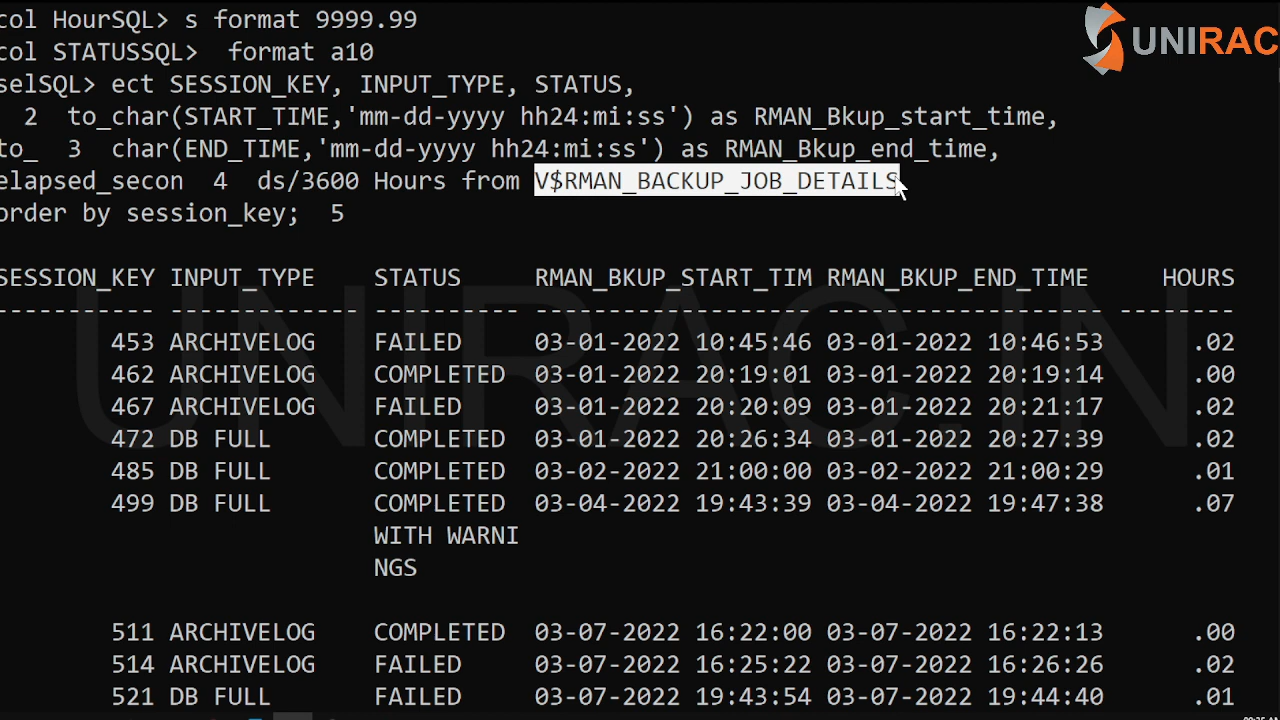 col HourSQL> s format 9999.99
UNIRAC
col STATUSSQL>  format a10
selSQL> ect SESSION_KEY, INPUT_TYPE, STATUS,
2  to_char(START_TIME,'mm-dd-yyyy hh24:mi:ss') as RMAN_Bkup_start_time,
to_  3  char(END_TIME,'mm-dd-yyyy hh24:mi:ss') as RMAN_Bkup_end_time,
elapsed_secon  4  ds/3600 Hours from V$RMAN_BACKUP_JOB_DETAILS
order by session_key;  5
SESSION_KEY INPUT_TYPE    STATUS     RMAN_BKUP_START_TIM RMAN_BKUP_END_TIME     HOURS
----------- ------------- ---------- ------------------- ------------------- --------
453 ARCHIVELOG    FAILED     03-01-2022 10:45:46 03-01-2022 10:46:53      .02
462 ARCHIVELOG    COMPLETED  03-01-2022 20:19:01 03-01-2022 20:19:14      .00
467 ARCHIVELOG    FAILED     03-01-2022 20:20:09 03-01-2022 20:21:17      .02
472 DB FULL       COMPLETED  03-01-2022 20:26:34 03-01-2022 20:27:39      .02
485 DB FULL       COMPLETED  03-02-2022 21:00:00 03-02-2022 21:00:29      .01
499 DB FULL       COMPLETED  03-04-2022 19:43:39 03-04-2022 19:47:38      .07
WITH WARNI
NGS
511 ARCHIVELOG    COMPLETED  03-07-2022 16:22:00 03-07-2022 16:22:13      .00
514 ARCHIVELOG    FAILED     03-07-2022 16:25:22 03-07-2022 16:26:26      .02
521 DB FULL       FAILED     03-07-2022 19:43:54 03-07-2022 19:44:40      .01
UNIRAC.IN